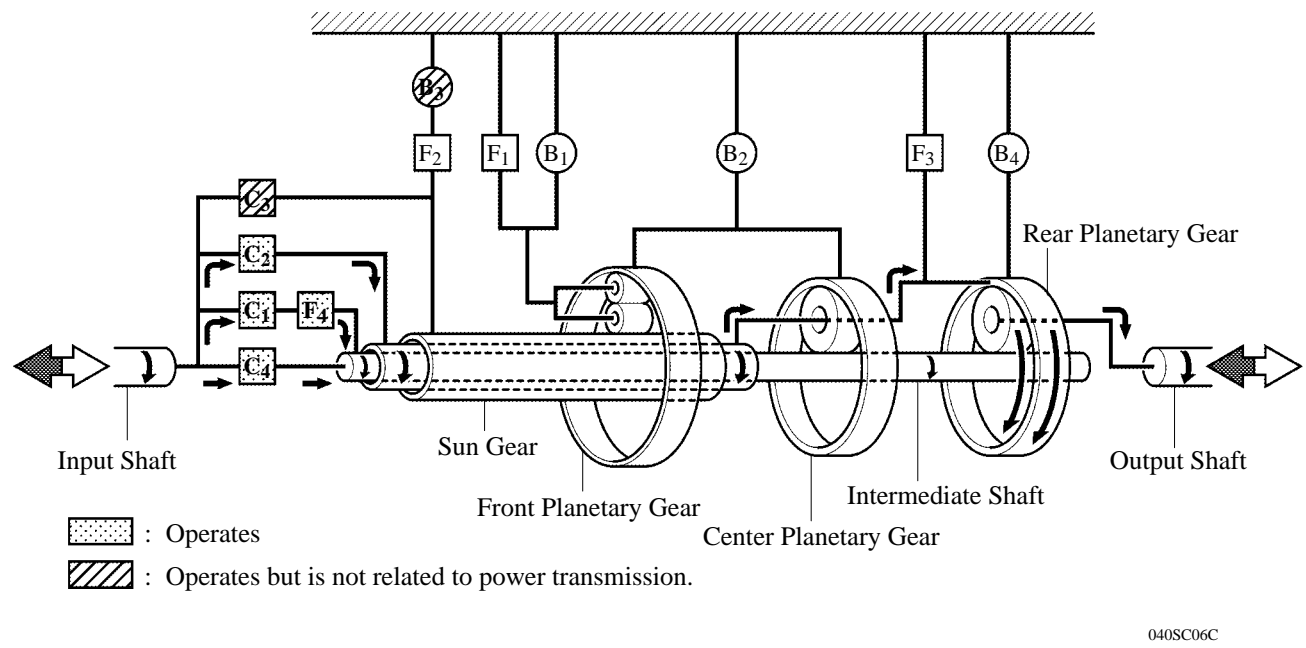 B3
F2
F1
B1
B2
F3
B4
C3
C2
C1
F4
C4
Rear Planetary Gear
Input Shaft
Sun Gear
Front Planetary Gear
Center Planetary Gear
Intermediate Shaft
Output Shaft
: Operates
: Operates but is not related to power transmission.
040SC06C